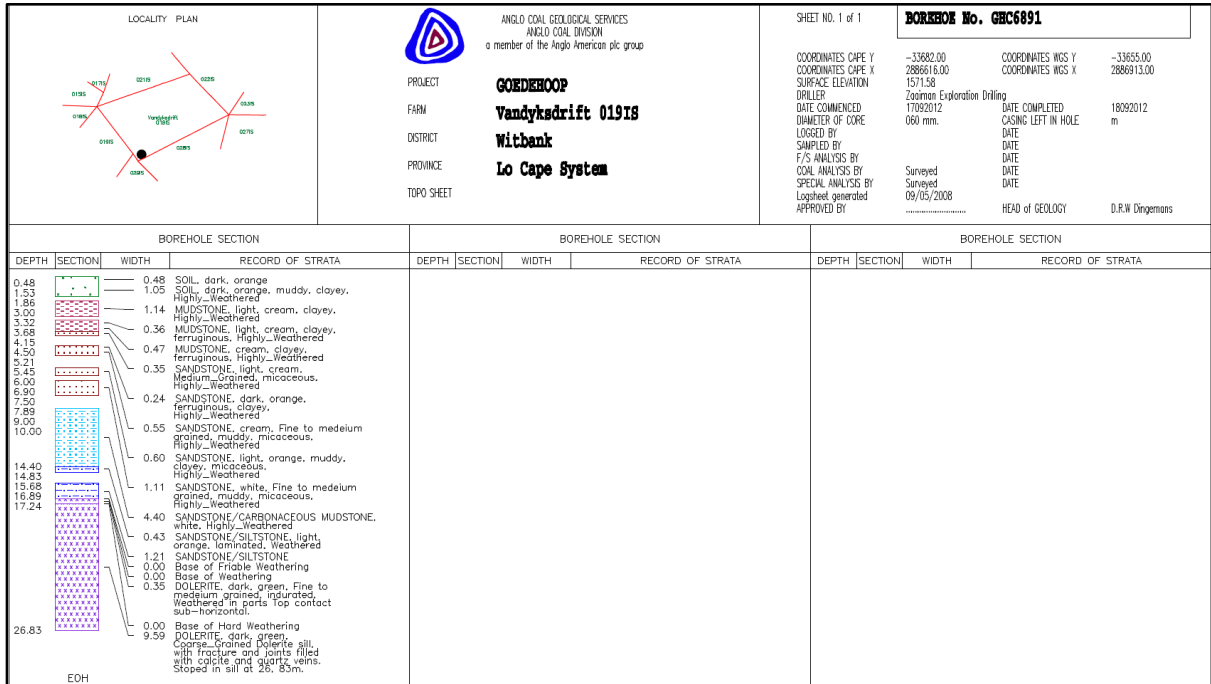 LOCALITY PLAN
017IS
021IS
022IS
015IS
018IS
Vandyksdrift
019IS
023IS
027IS
019IS
028IS
029IS
ANGLO COAL GEOLOGICAL SERVICES
ANGLO COAL DIVISION
a member of the Anglo American plc group
PROJECT GOEDEHOOP
FARM Vandyksdrift 019IS
DISTRICT Witbank
PROVINCE Lo Cape System
TOPO SHEET
SHEET NO. 1 of 1 BOREHOE No. GHC6891
COORDINATES CAPE Y -33682.00 COORDINATES WGS Y -33655.00
COORDINATES CAPE X 2886616.00 COORDINATES WGS X 2886913.00
SURFACE ELEVATION 1571.58
DRILLER Zaaiman Exploration Drilling
DATE COMMENCED 17092012 DATE COMPLETED 18092012
DIAMETER OF CORE 060 mm. CASING LEFT IN HOLE m
LOGGED BY DATE
SAMPLED BY DATE
F/S ANALYSIS BY DATE
COAL ANALYSIS BY Surveyed DATE
SPECIAL ANALYSIS BY Surveyed DATE
Logsheet generated 09/05/2008
APPROVED BY ........................ HEAD of GEOLOGY D.R.W Dingemans
BOREHOLE SECTION
DEPTH SECTION WIDTH RECORD OF STRATA
0.48
1.53
1.86
3.00
3.32
3.68
4.15
4.50
5.21
5.45
6.00
6.90
7.50
7.89
9.00
10.00
14.40
14.83
15.68
16.89
17.24
26.83
EOH
0.48 SOIL, dark, orange
1.05 SOIL, dark, orange, muddy, clayey,
Highly_Weathered
1.14 MUDSTONE, light, cream, clayey,
Highly_Weathered
0.36 MUDSTONE, light, cream, clayey,
ferruginous, Highly_Weathered
0.47 MUDSTONE, cream, clayey,
ferruginous, Highly_Weathered
0.35 SANDSTONE, light, cream,
Medium_Grained, micaceous,
Highly_Weathered
0.24 SANDSTONE, dark, orange,
ferruginous, clayey,
Highly_Weathered
0.55 SANDSTONE, cream, Fine to medeium
grained, muddy, micaceous,
Highly_Weathered
0.60 SANDSTONE, light, orange, muddy,
clayey, micaceous,
Highly_Weathered
1.11 SANDSTONE, white, Fine to medeium
grained, muddy, micaceous,
Highly_Weathered
4.40 SANDSTONE/CARBONACEOUS MUDSTONE,
white, Highly_Weathered
0.43 SANDSTONE/SILTSTONE, light,
orange, laminated, Weathered
1.21 SANDSTONE/SILTSTONE
0.00 Base of Friable Weathering
0.00 Base of Weathering
0.35 DOLERITE, dark, green, Fine to
medeium grained, indurated,
Weathered in parts Top contact
sub-horizontal.
0.00 Base of Hard Weathering
9.59 DOLERITE, dark, green,
Coarse_Grained Dolerite sill,
with fracture and joints filled
with calcite and quartz veins.
Stoped in sill at 26, 83m.
BOREHOLE SECTION
DEPTH SECTION WIDTH RECORD OF STRATA
BOREHOLE SECTION
DEPTH SECTION WIDTH RECORD OF STRATA